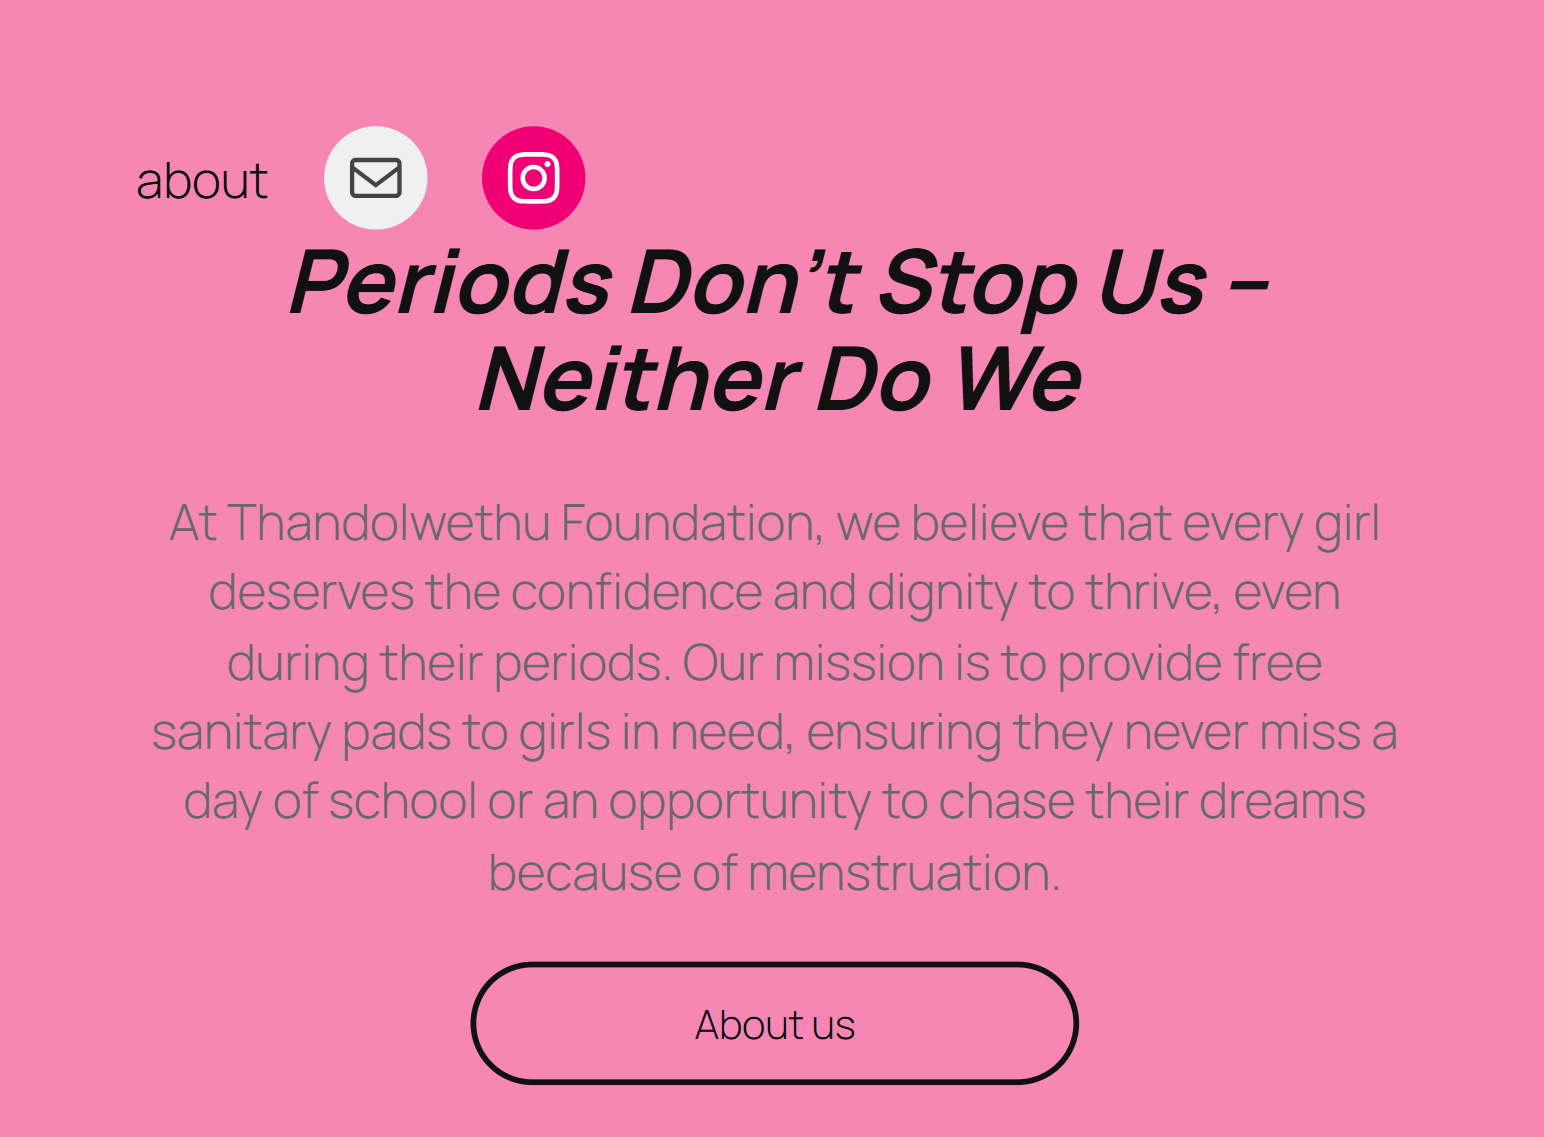 about
Periods Don’t Stop Us –
Neither Do We
At Thandolwethu Foundation, we believe that every girl
deserves the confidence and dignity to thrive, even
during their periods. Our mission is to provide free
sanitary pads to girls in need, ensuring they never miss a
day of school or an opportunity to chase their dreams
because of menstruation.
About us